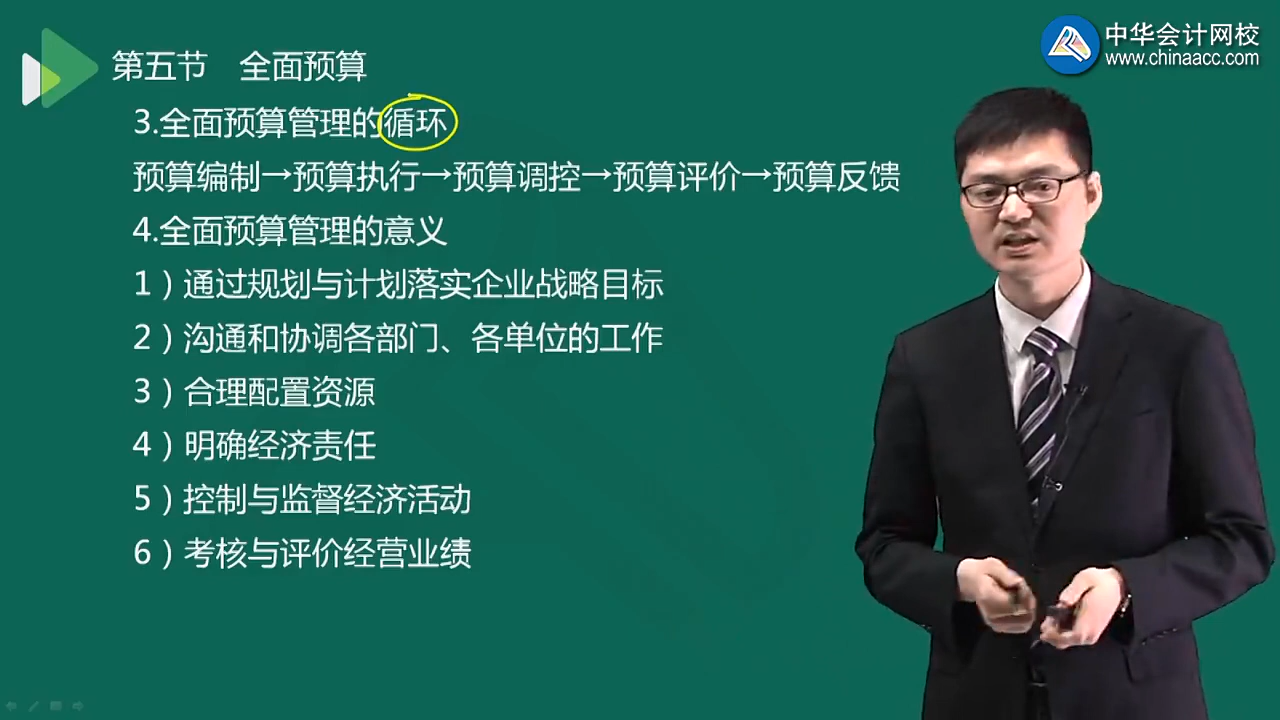 中华会计网校
www.chinaacc.com
第五节 全面预算
3.全面预算管理的循环
预算编制→预算执行→预算调控→预算评价→预算反馈
4.全面预算管理的意义
1）通过规划与计划落实企业战略目标
2）沟通和协调各部门、各单位的工作
3）合理配置资源
4）明确经济责任
5）控制与监督经济活动
6）考核与评价经营业绩